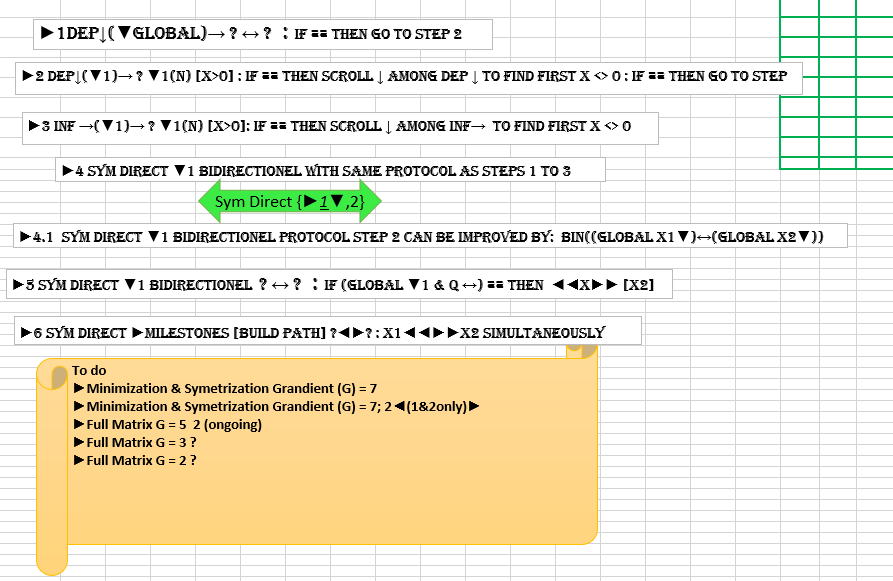 ►1DEP↓(▼GLOBAL)→ ? ↔ ? : IF == THEN GO TO STEP 2
►2 DEP↓(▼1)→ ? ▼1(N) [X>0] : IF == THEN SCROLL ↓ AMONG DEP ↓ TO FIND FIRST X <> 0 : IF == THEN GO TO STEP
►3 INF →(▼1)→ ? ▼1(N) [X>0]: IF == THEN SCROLL ↓ AMONG INF→ TO FIND FIRST X <> 0
►4 SYM DIRECT ▼1 BIDIRECTIONEL WITH SAME PROTOCOL AS STEPS 1 TO 3
Sym Direct {►1▼,2}
►4.1 SYM DIRECT ▼1 BIDIRECTIONEL PROTOCOL STEP 2 CAN BE IMPROVED BY: BIN((GLOBAL X1▼)↔(GLOBAL X2▼))
►5 SYM DIRECT ▼1 BIDIRECTIONEL ? ↔ ? : IF (GLOBAL ▼1 & Q ↔) == THEN ◄◄X►► [X2]
►6 SYM DIRECT ►MILESTONES [BUILD PATH] ?◄►? : X1◄◄►►X2 SIMULTANEOUSLY
To do
►Minimization & Symetrization Grandient (G) = 7
►Minimization & Symetrization Grandient (G) = 7; 2◄(1&2only)►
►Full Matrix G = 5 2 (ongoing)
►Full Matrix G = 3 ?
►Full Matrix G = 2 ?